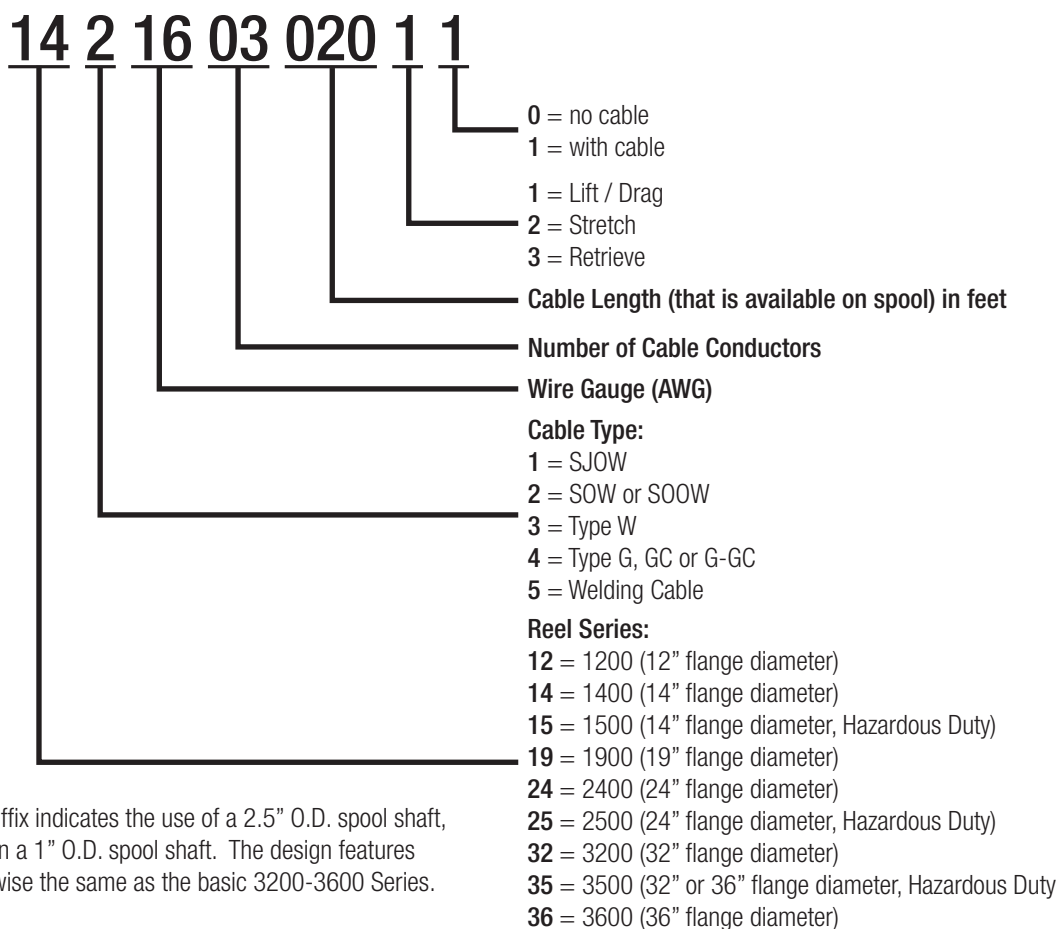 14 2 16 03 020 1 1
0 = no cable
1 = with cable
1 = Lift / Drag
2 = Stretch
3 = Retrieve
Cable Length (that is available on spool) in feet
Number of Cable Conductors
Wire Gauge (AWG)
Cable Type:
1 = SJOW
2 = SOW or SOOW
3 = Type W
4 = Type G, GC or G-GC
5 = Welding Cable
Reel Series:
12 = 1200 (12” flange diameter)
14 = 1400 (14” flange diameter)
15 = 1500 (14” flange diameter, Hazardous Duty)
19 = 1900 (19” flange diameter)
24 = 2400 (24” flange diameter)
25 = 2500 (24” flange diameter, Hazardous Duty)
32 = 3200 (32” flange diameter)
35 = 3500 (32” or 36” flange diameter, Hazardous Duty
36 = 3600 (36” flange diameter)
ffix indicates the use of a 2.5” O.D. spool shaft,
n a 1” O.D. spool shaft. The design features
wise the same as the basic 3200-3600 Series.